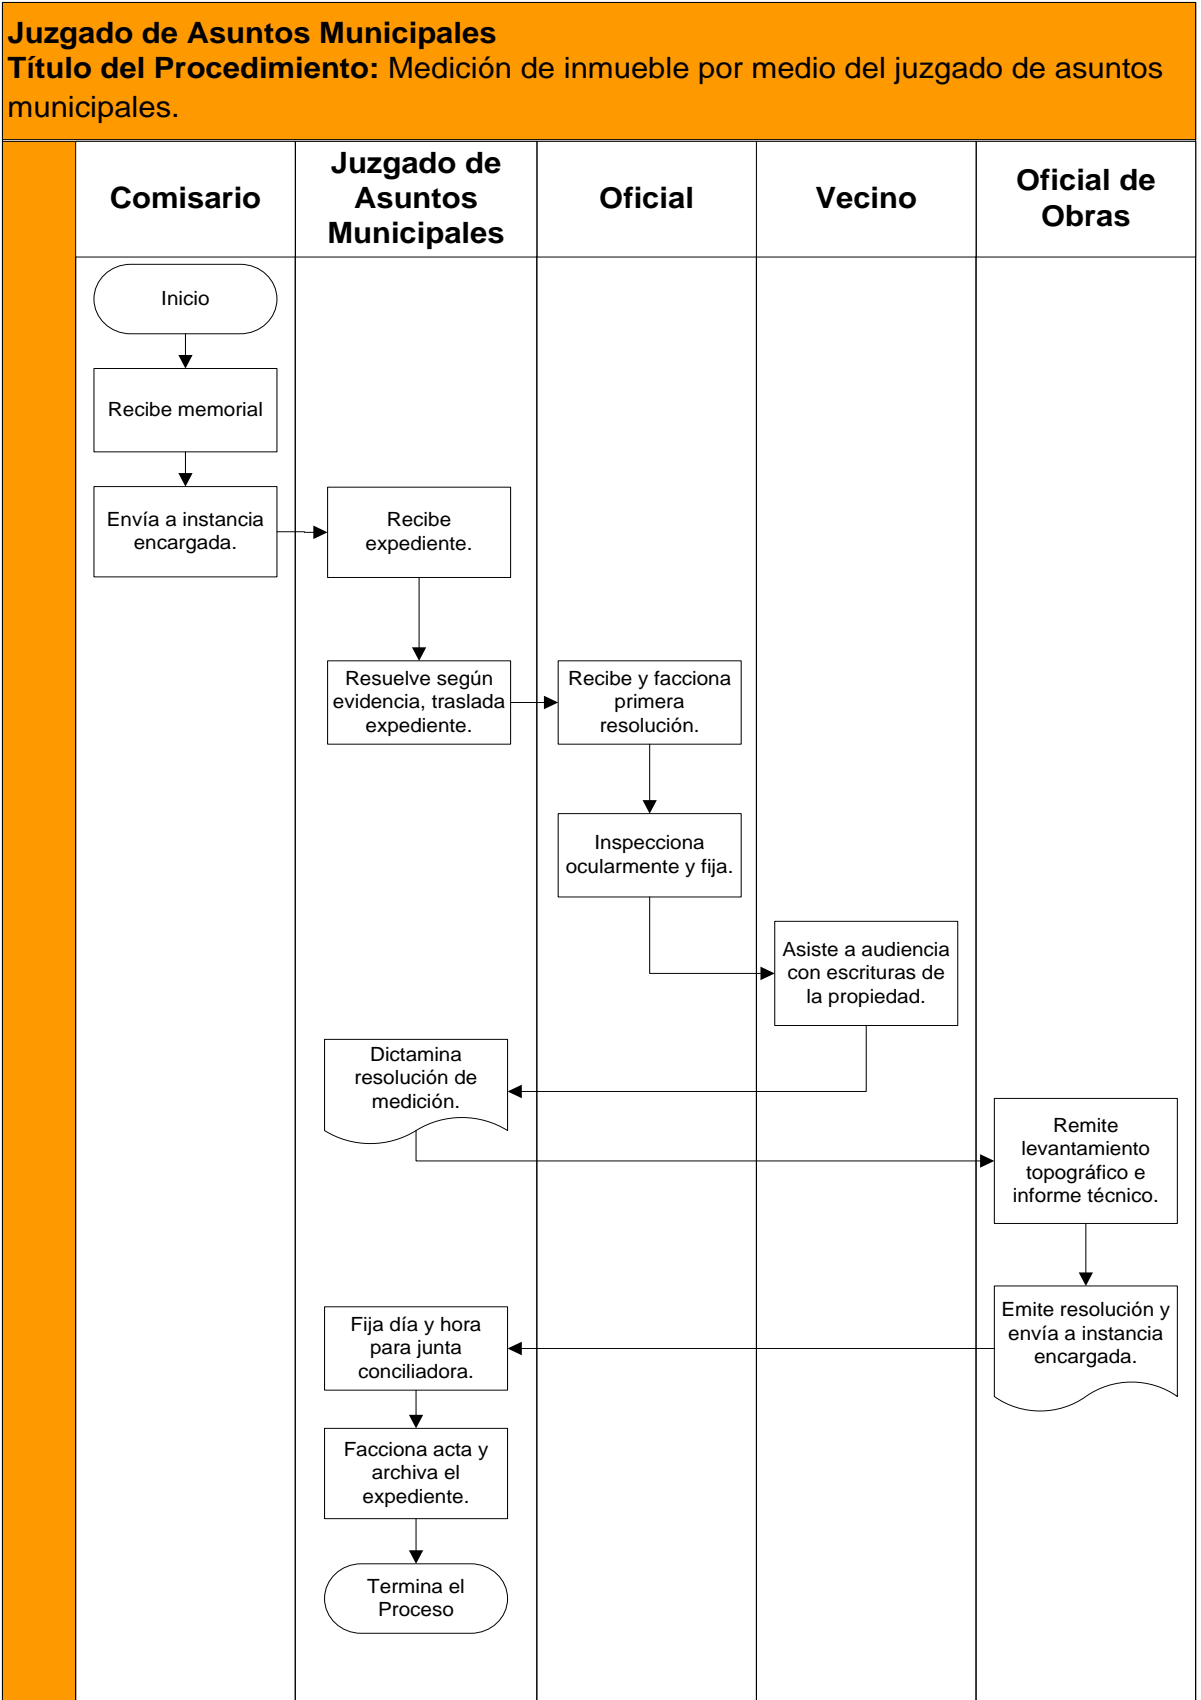 Juzgado de Asuntos Municipales
Título del Procedimiento: Medición de inmueble por medio del juzgado de asuntos
municipales.
Comisario
Juzgado de
Asuntos
Municipales
Oficial
Vecino
Oficial de
Obras
Inicio
Recibe memorial
Envía a instancia
encargada.
Recibe
expediente.
Resuelve según
evidencia, traslada
expediente.
Recibe y facciona
primera
resolución.
Inspecciona
ocularmente y fija.
Asiste a audiencia
con escrituras de
la propiedad.
Dictamina
resolución de
medición.
Remite
levantamiento
topográfico e
informe técnico.
Emite resolución y
envía a instancia
encargada.
Fija día y hora
para junta
conciliadora.
Facciona acta y
archiva el
expediente.
Termina el
Proceso